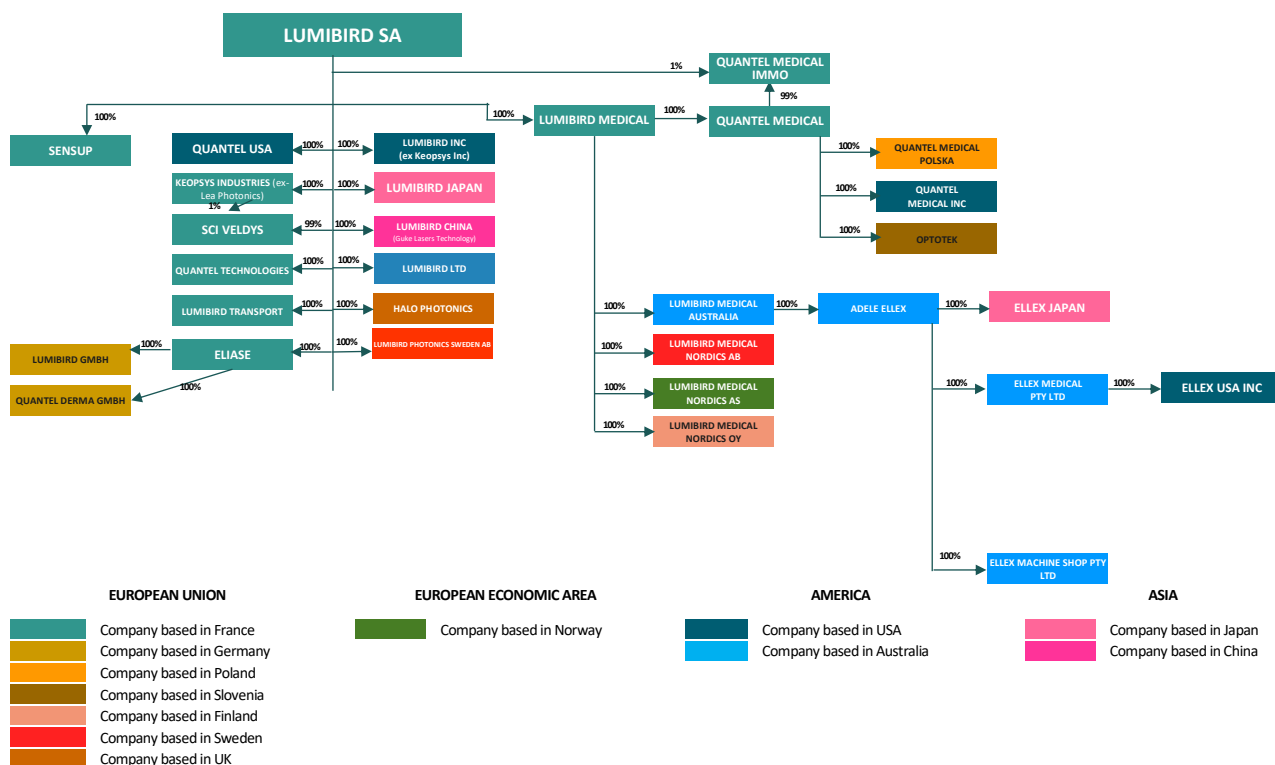 LUMIBIRD SA
1%
QUANTEL MEDICAL
IMMO
99%
100%
100%
LUMIBIRD MEDICAL
100%
QUANTEL MEDICAL
SENSUP
QUANTEL USA
100%
100%
LUMIBIRD INC
(ex Keopsys Inc)
100%
QUANTEL MEDICAL
POLSKA
KEOPSYS INDUSTRIES (ex-
Lea Photonics)
100%
100%
LUMIBIRD JAPAN
100%
QUANTEL
MEDICAL INC
1%
SCI VELDYS
99%
100%
LUMIBIRD CHINA
(Guke Lasers Technology)
100%
OPTOTEK
QUANTEL TECHNOLOGIES
100%
100%
LUMIBIRD LTD
LUMIBIRD TRANSPORT
100%
100%
HALO PHOTONICS
100%
LUMIBIRD MEDICAL
AUSTRALIA
100%
ADELE ELLEX
100%
ELLEX JAPAN
LUMIBIRD GMBH
100%
ELIASE
100%
100%
LUMIBIRD PHOTONICS SWEDEN AB
100%
LUMIBIRD MEDICAL
NORDICS AB
QUANTEL DERMA GMBH
100%
100%
LUMIBIRD MEDICAL
NORDICS AS
100%
ELLEX MEDICAL
PTY LTD
100%
ELLEX USA INC
100%
LUMIBIRD MEDICAL
NORDICS OY
100%
ELLEX MACHINE SHOP PTY
LTD
EUROPEAN UNION
Company based in France
Company based in Germany
Company based in Poland
Company based in Slovenia
Company based in Finland
Company based in Sweden
Company based in UK
EUROPEAN ECONOMIC AREA
Company based in Norway
AMERICA
Company based in USA
Company based in Australia
ASIA
Company based in Japan
Company based in China